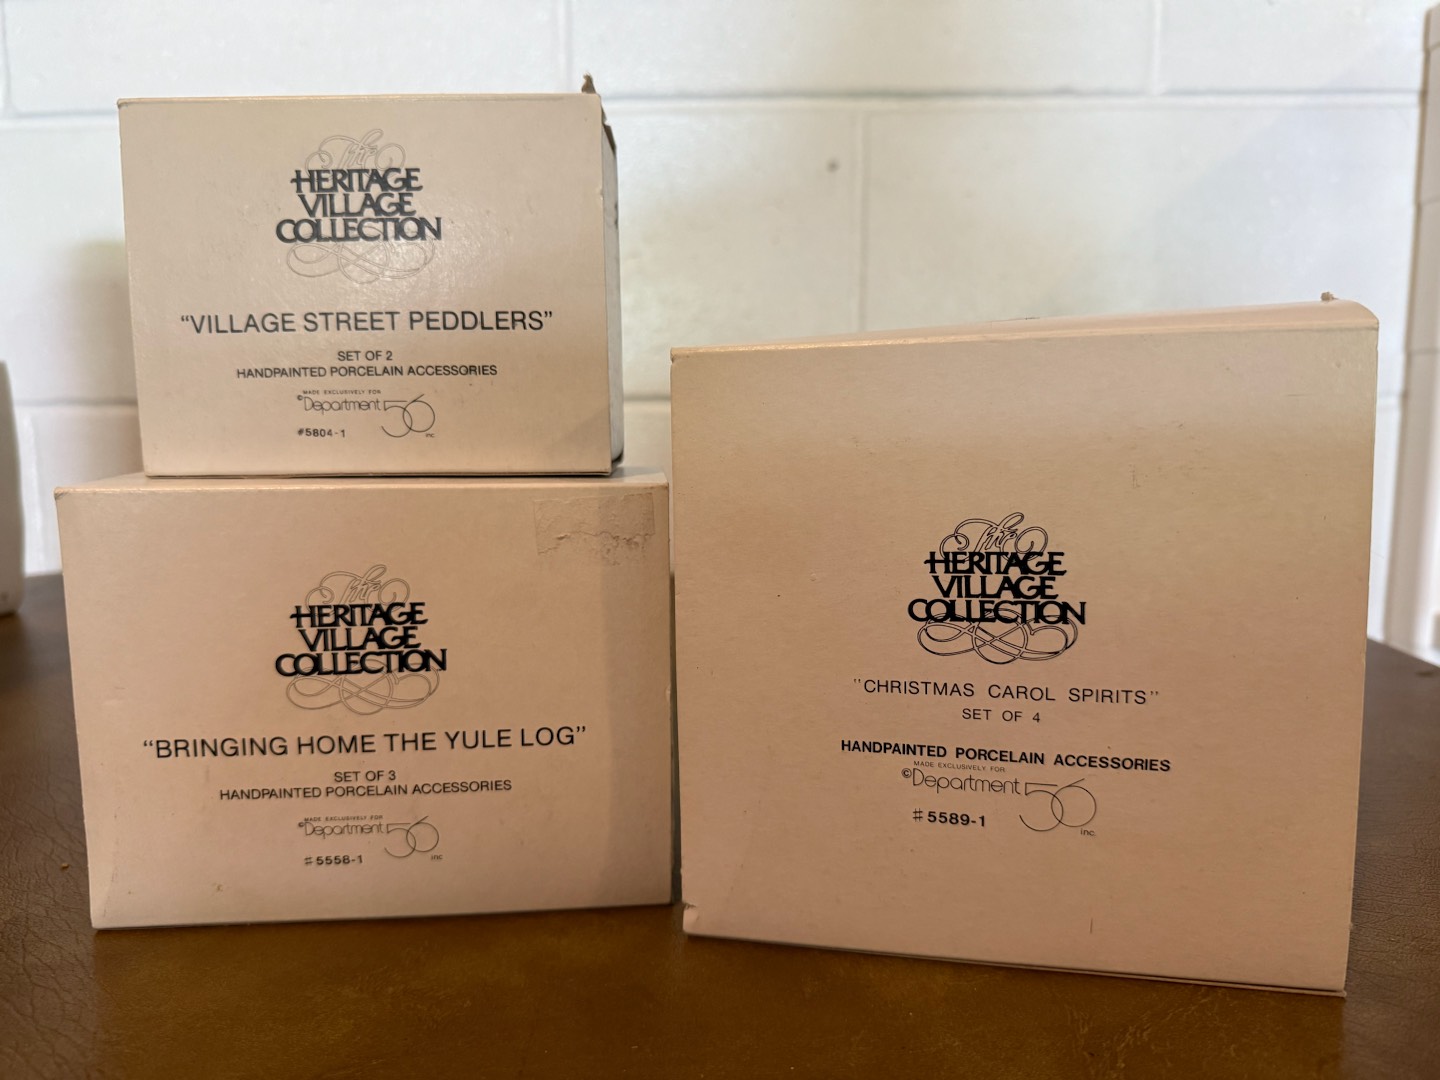 The
HERITAGE
VILLAGE
COLLECTION
“VILLAGE STREET PEDDLERS”
SET OF 2
HANDPAINTED PORCELAIN ACCESSORIES
MADE EXCLUSIVELY FOR
©Department 56
inc.
#5804-1
The
HERITAGE
VILLAGE
COLLECTION
“BRINGING HOME THE YULE LOG”
SET OF 3
HANDPAINTED PORCELAIN ACCESSORIES
MADE EXCLUSIVELY FOR
©Department 56
inc
#5558-1
The
HERITAGE
VILLAGE
COLLECTION
"CHRISTMAS CAROL SPIRITS"
SET OF 4
HANDPAINTED PORCELAIN ACCESSORIES
MADE EXCLUSIVELY FOR
©Department 56
inc.
#5589-1